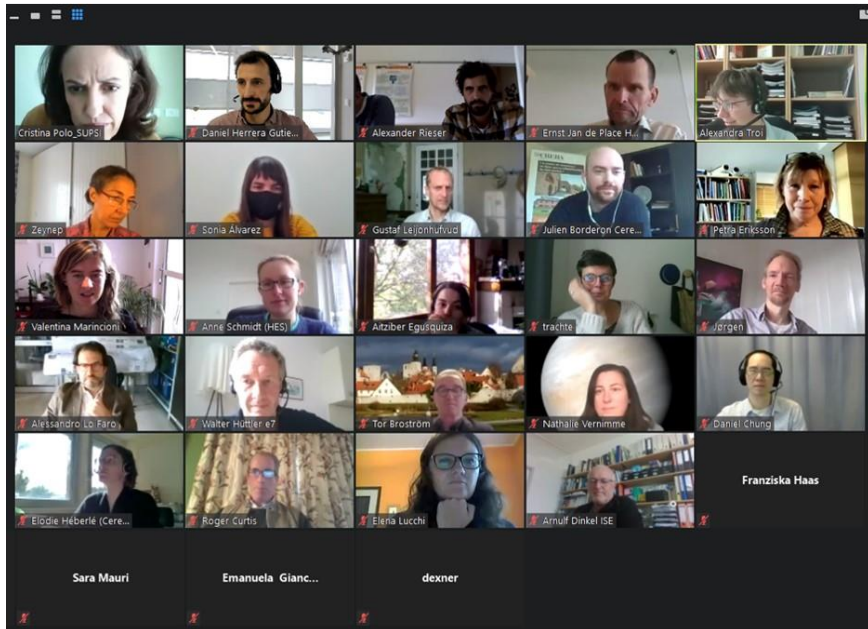 Cristina Polo_SUPSI
Daniel Herrera Gutie...
Alexander Rieser
Ernst Jan de Place H...
Alexandra Troi
Zeynep
Sonia Álvarez
Gustaf Leijonhufvud
Julien Borderon Cere...
Petra Eriksson
Valentina Marincioni
Anne Schmidt (HES)
Aitziber Egusquiza
trachte
Jørgen
Alessandro Lo Faro
Walter Hüttler e7
Tor Broström
Nathalie Vernimme
Daniel Chung
Elodie Héberlé (Cere...
Roger Curtis
Elena Lucchi
Arnulf Dinkel ISE
Franziska Haas
Sara Mauri
Emanuela Gianc...
dexner